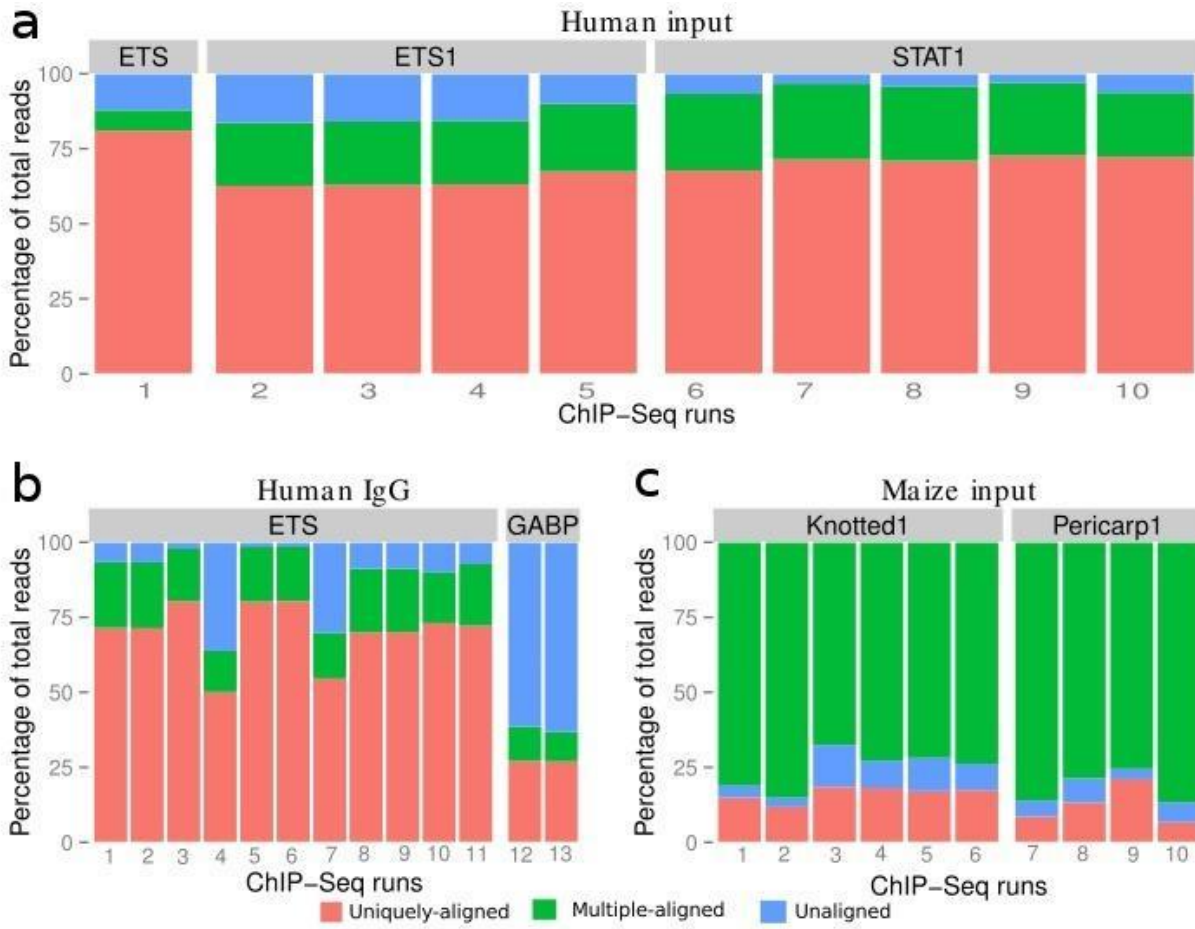 a
Human input
ETS ETS1 STAT1
Percentage of total reads
100
75
50
25
0
1 2 3 4 5 6 7 8 9 10
ChIP-Seq runs
b
Human IgG
ETS GABP
Percentage of total reads
100
75
50
25
0
1 2 3 4 5 6 7 8 9 10 11 12 13
ChIP-Seq runs
c
Maize input
Knotted1 Pericarp1
Percentage of total reads
100
75
50
25
0
1 2 3 4 5 6 7 8 9 10
ChIP-Seq runs
Uniquely-aligned Multiple-aligned Unaligned